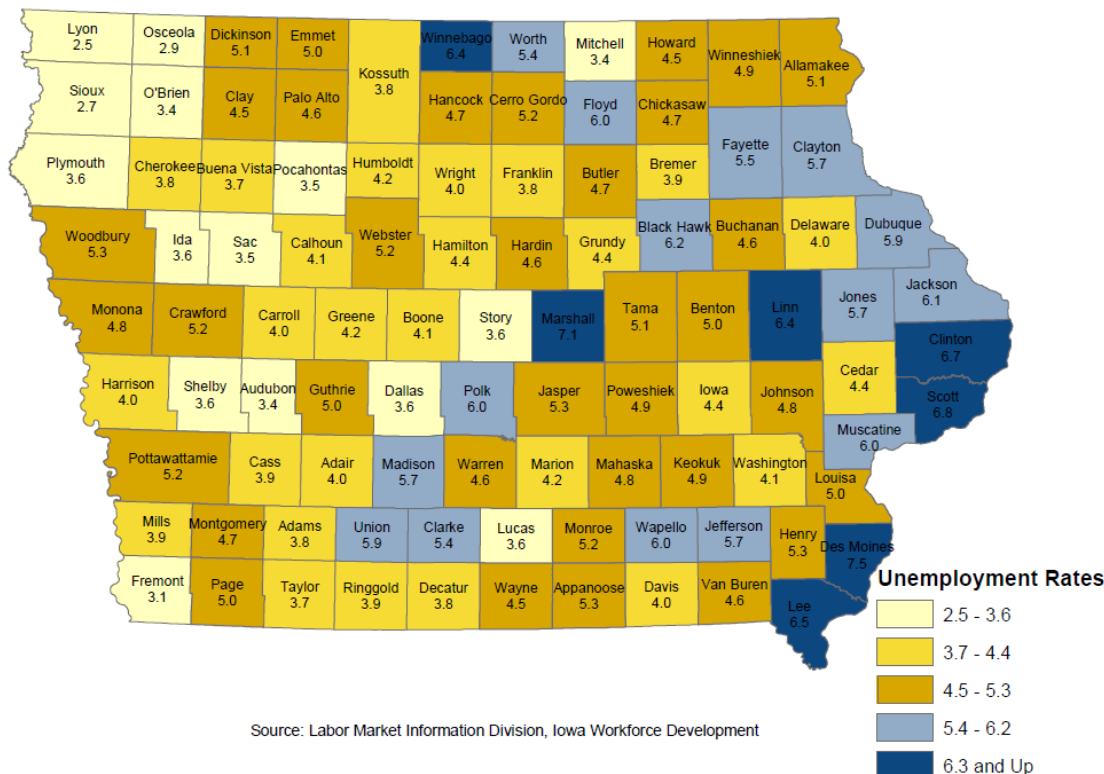 Lyon
2.5
Osceola
2.9
Dickinson
5.1
Emmet
5.0
Kossuth
3.8
Winnebago
6.4
Worth
5.4
Mitchell
3.4
Howard
4.5
Winneshiek
4.9
Allamakee
5.1
Sioux
2.7
O'Brien
3.4
Clay
4.5
Palo Alto
4.6
Hancock
4.7
Cerro Gordo
5.2
Floyd
6.0
Chickasaw
4.7
Fayette
5.5
Clayton
5.7
Plymouth
3.6
Cherokee
3.8
Buena Vista
3.7
Pocahontas
3.5
Humboldt
4.2
Wright
4.0
Franklin
3.8
Butler
4.7
Bremer
3.9
Woodbury
5.3
Ida
3.6
Sac
3.5
Calhoun
4.1
Webster
5.2
Hamilton
4.4
Hardin
4.6
Grundy
4.4
Black Hawk
6.2
Buchanan
4.6
Delaware
4.0
Dubuque
5.9
Monona
4.8
Crawford
5.2
Carroll
4.0
Greene
4.2
Boone
4.1
Story
3.6
Marshall
7.1
Tama
5.1
Benton
5.0
Linn
6.4
Jones
5.7
Jackson
6.1
Clinton
6.7
Harrison
4.0
Shelby
3.6
Audubon
3.4
Guthrie
5.0
Dallas
3.6
Polk
6.0
Jasper
5.3
Poweshiek
4.9
Iowa
4.4
Johnson
4.8
Cedar
4.4
Scott
6.8
Muscatine
6.0
Pottawattamie
5.2
Cass
3.9
Adair
4.0
Madison
5.7
Warren
4.6
Marion
4.2
Mahaska
4.8
Keokuk
4.9
Washington
4.1
Louisa
5.0
Mills
3.9
Montgomery
4.7
Adams
3.8
Union
5.9
Clarke
5.4
Lucas
3.6
Monroe
5.2
Wapello
6.0
Jefferson
5.7
Henry
5.3
Des Moines
7.5
Fremont
3.1
Page
5.0
Taylor
3.7
Ringgold
3.9
Decatur
3.8
Wayne
4.5
Appanoose
5.3
Davis
4.0
Van Buren
4.6
Lee
6.5
Unemployment Rates
2.5 - 3.6
3.7 - 4.4
4.5 - 5.3
5.4 - 6.2
6.3 and Up
Source: Labor Market Information Division, Iowa Workforce Development